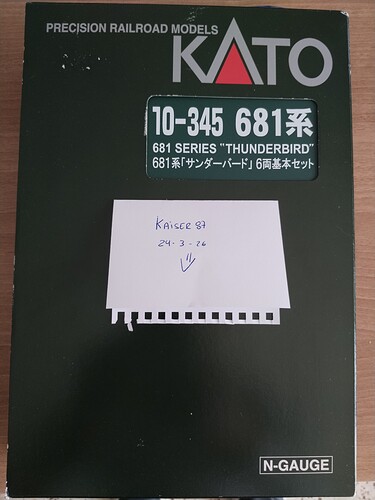 PRECISION RAILROAD MODELS
KATO
10-345 681系
681 SERIES "THUNDERBIRD"
681系「サンダーバード」6両基本セット
KAISER 87
24-3-26
N-GAUGE